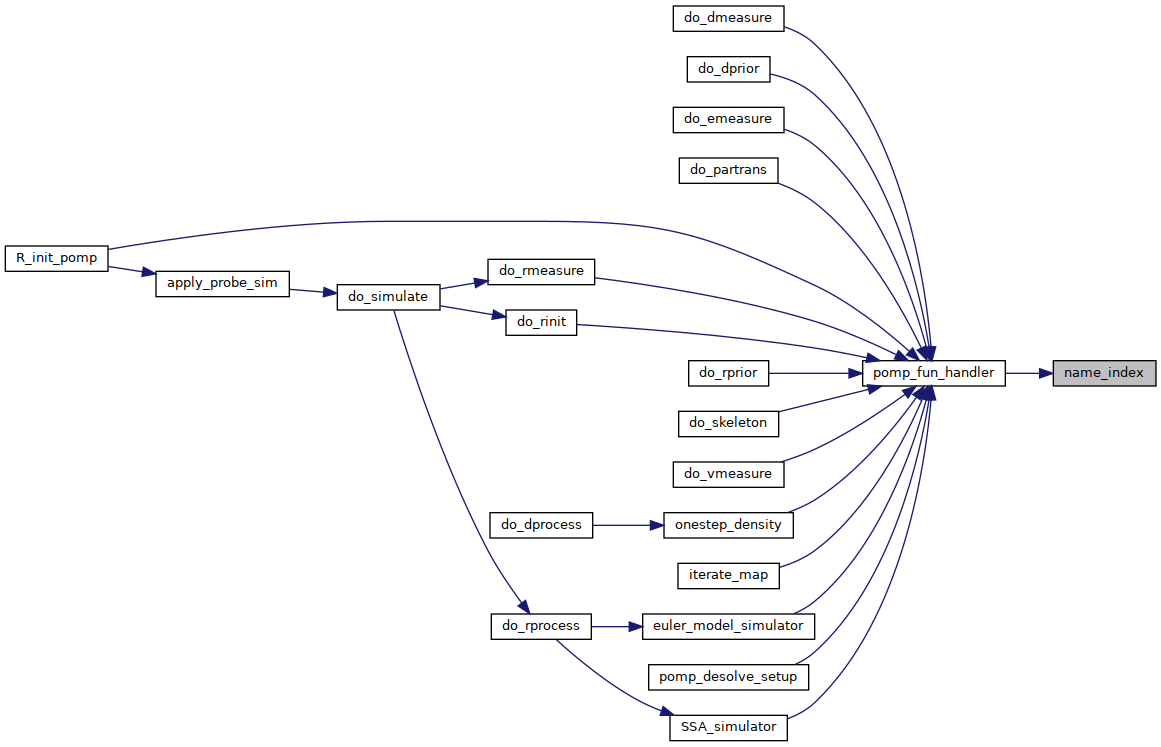 do_dmeasure
do_dprior
do_emeasure
do_partrans
R_init_pomp
do_rmeasure
apply_probe_sim
do_simulate
do_rinit
do_rprior
pomp_fun_handler
name_index
do_skeleton
do_vmeasure
do_dprocess
onestep_density
iterate_map
do_rprocess
euler_model_simulator
pomp_desolve_setup
SSA_simulator